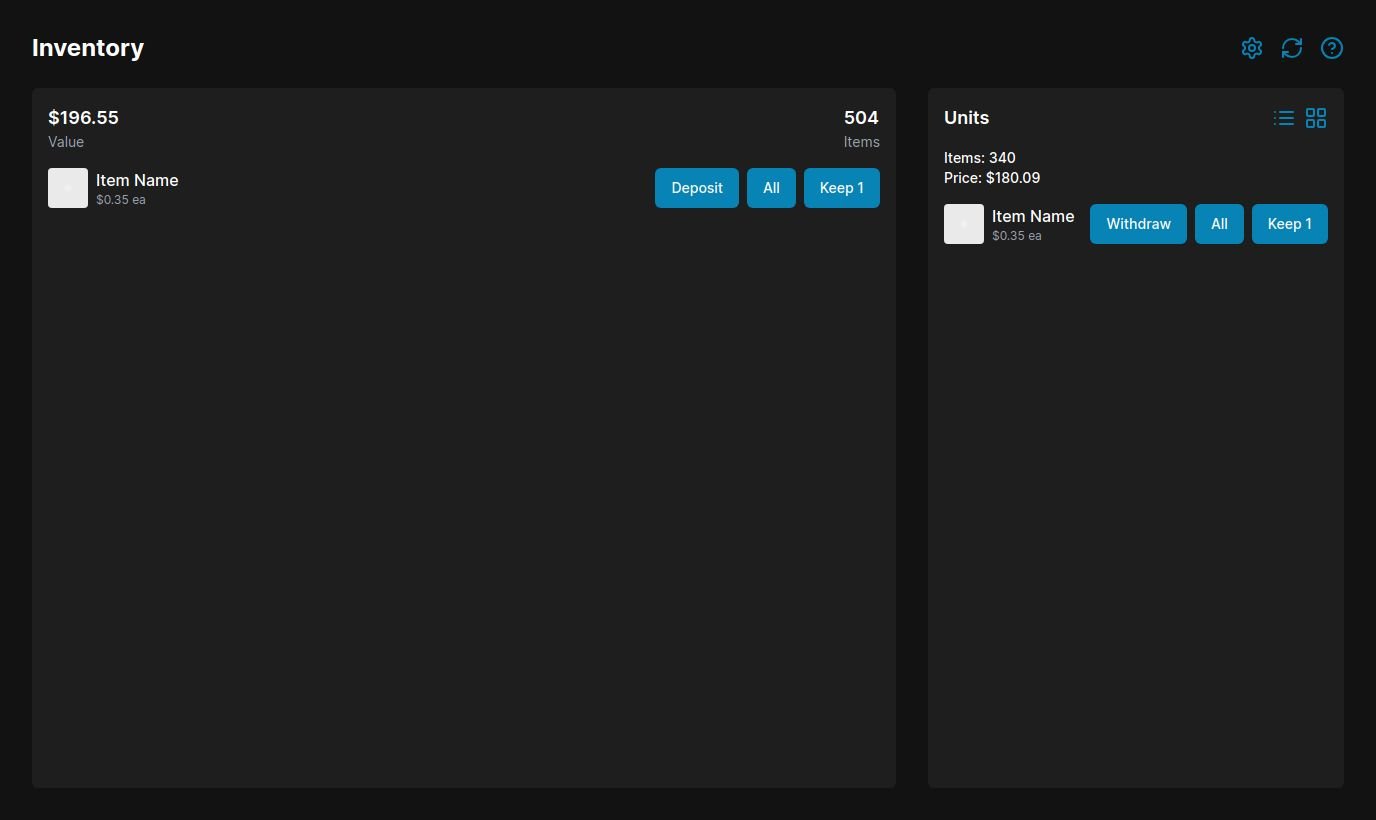 Inventory
$196.55
504
Value
Items
Item Name
$0.35 ea
Deposit
All
Keep 1
Units
Items: 340
Price: $180.09
Item Name
$0.35 ea
Withdraw
All
Keep 1